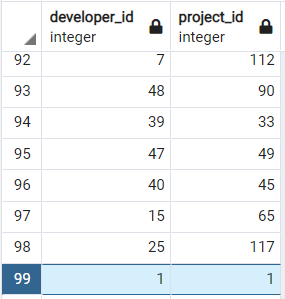 developer_id project_id
integer integer
92 7 112
93 48 90
94 39 33
95 47 49
96 40 45
97 15 65
98 25 117
99 1 1